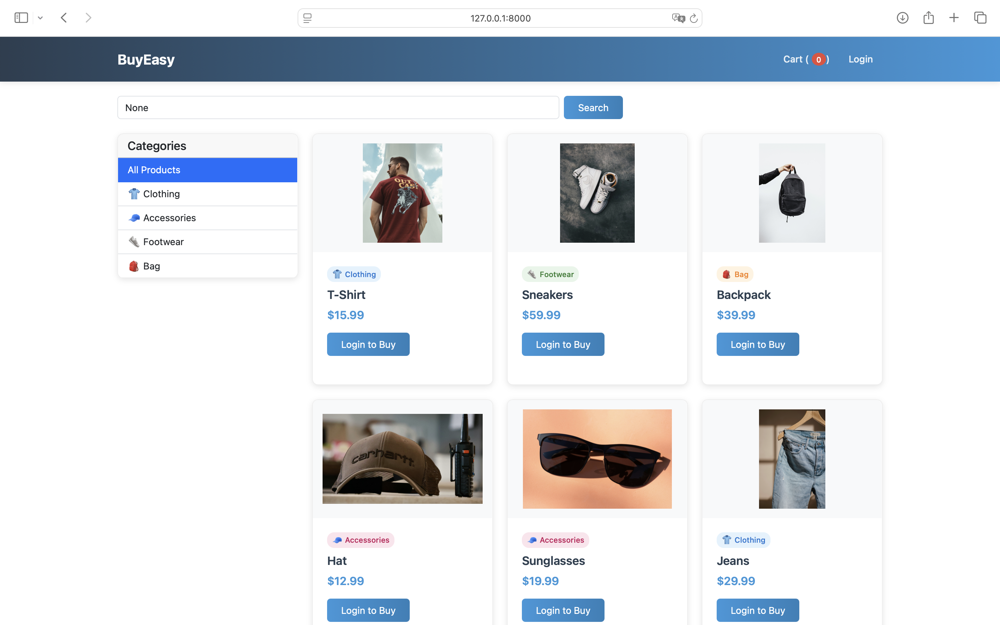 127.0.0.1:8000
BuyEasy
Cart ( 0 )
Login
None
Search
Categories
All Products
Clothing
Accessories
Footwear
Bag
OUT
CAST
Clothing
T-Shirt
$15.99
Login to Buy
Footwear
Sneakers
$59.99
Login to Buy
Bag
Backpack
$39.99
Login to Buy
carhartt
Accessories
Hat
$12.99
Login to Buy
Accessories
Sunglasses
$19.99
Login to Buy
Clothing
Jeans
$29.99
Login to Buy